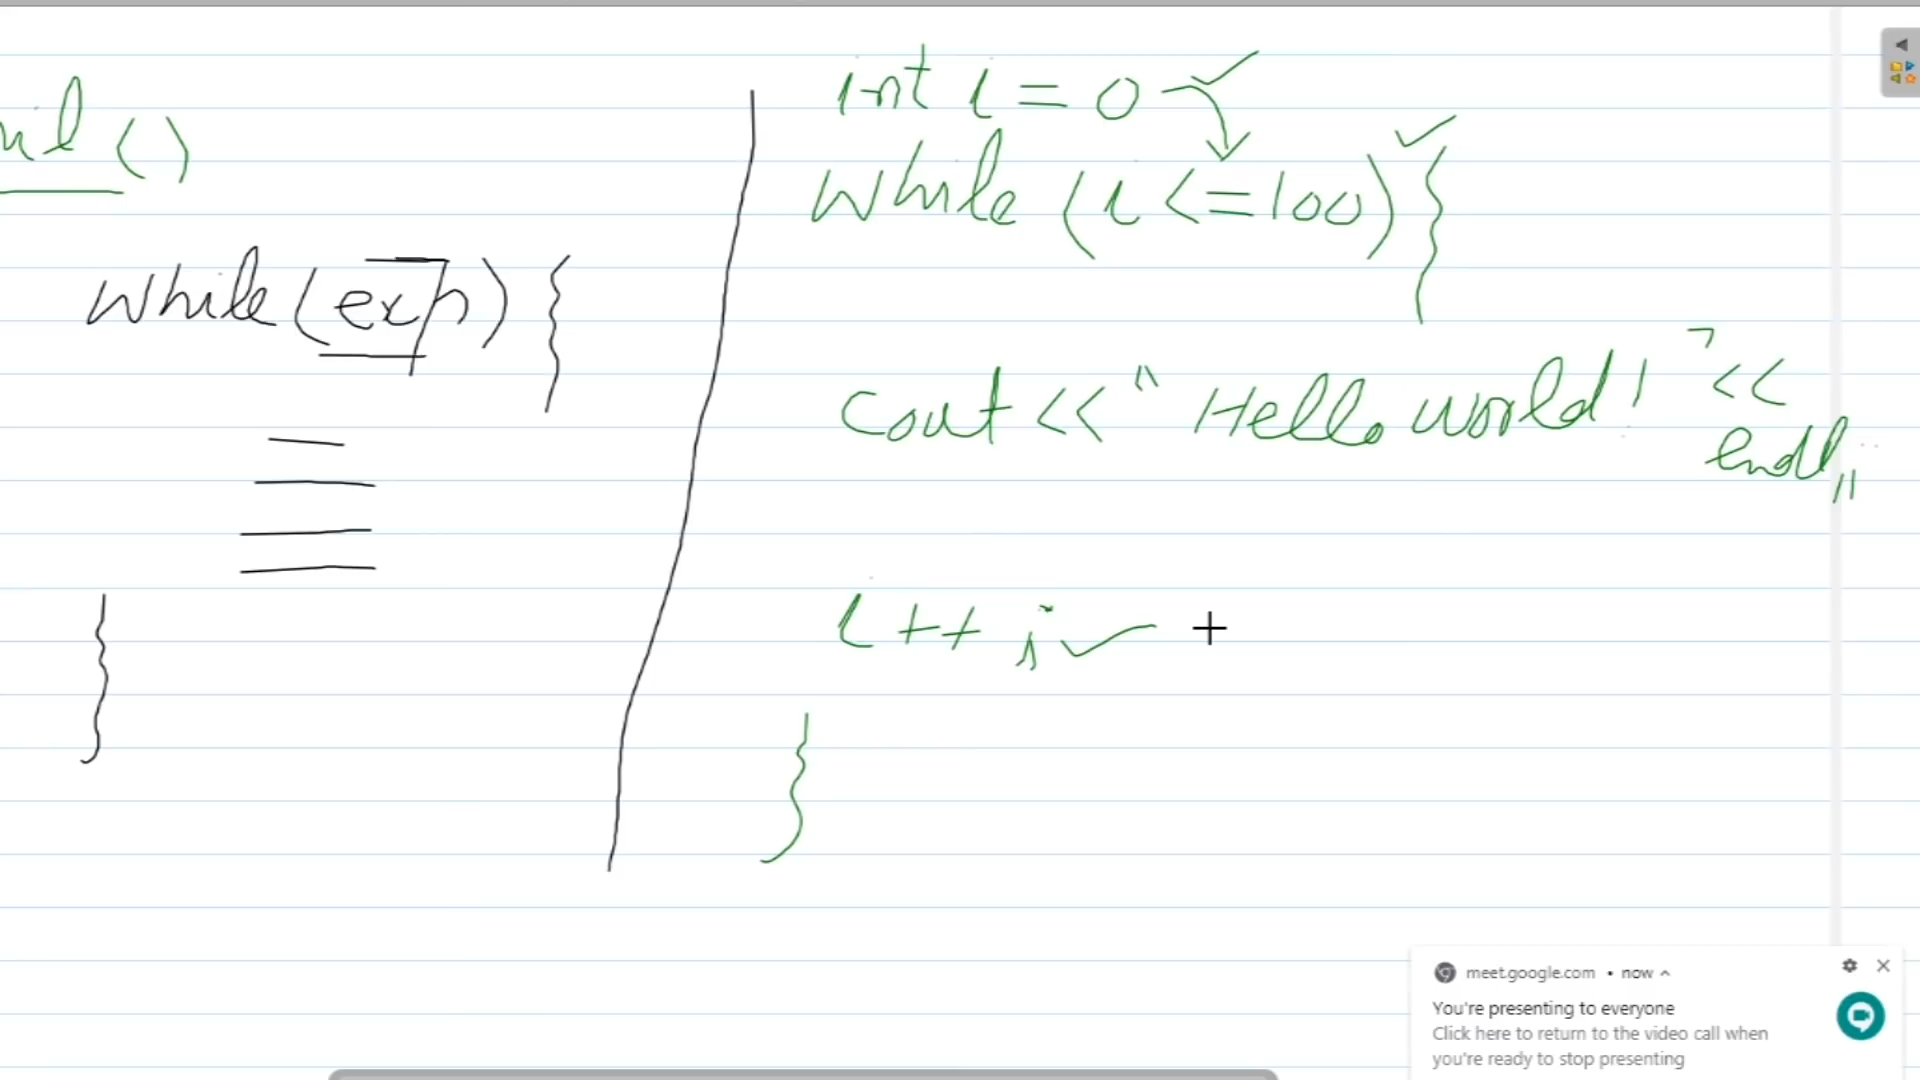 ()
while (exp) {
}
int i = 0
while (i <= 100) {
cout << " Hello world! " <<
endl;
i ++ ;
}
meet.google.com • now
You're presenting to everyone
Click here to return to the video call when
you're ready to stop presenting